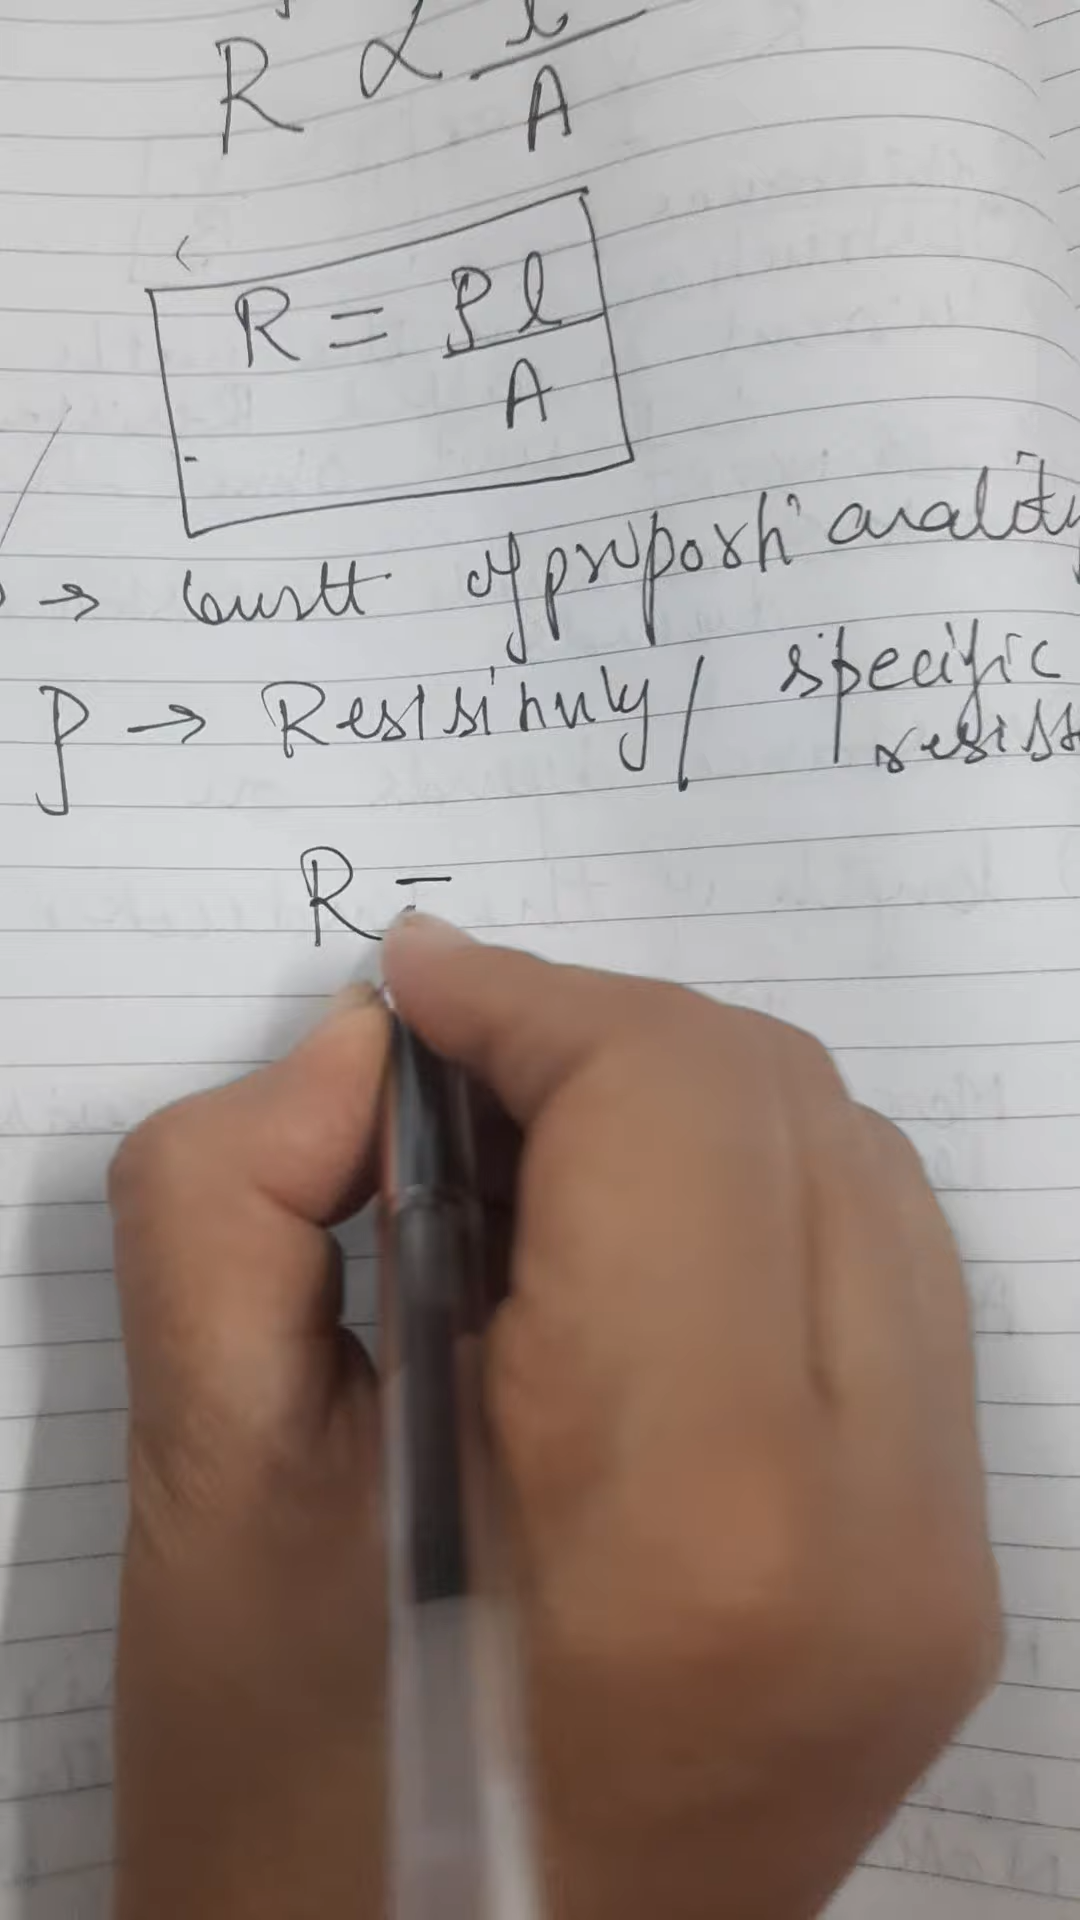 R ∝ l/A
R = ρl/A
→ constt of proportionality
ρ → Resistivity / specific
resist
R =